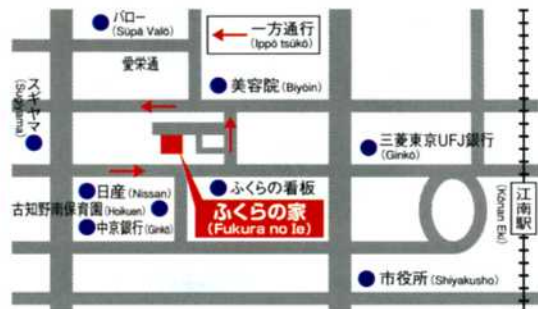 バロー
(Sūpā Valō)
一方通行
(Ippō tsūkō)
愛栄通
美容院 (Biyōin)
スギヤマ
(Sugiyama)
三菱東京UFJ銀行
(Ginkō)
日産 (Nissan)
ふくらの看板
古知野南保育園 (Hoikuen)
中京銀行 (Ginkō)
ふくらの家
(Fukura no Ie)
江南駅
(Kōnan Eki)
市役所 (Shiyakusho)